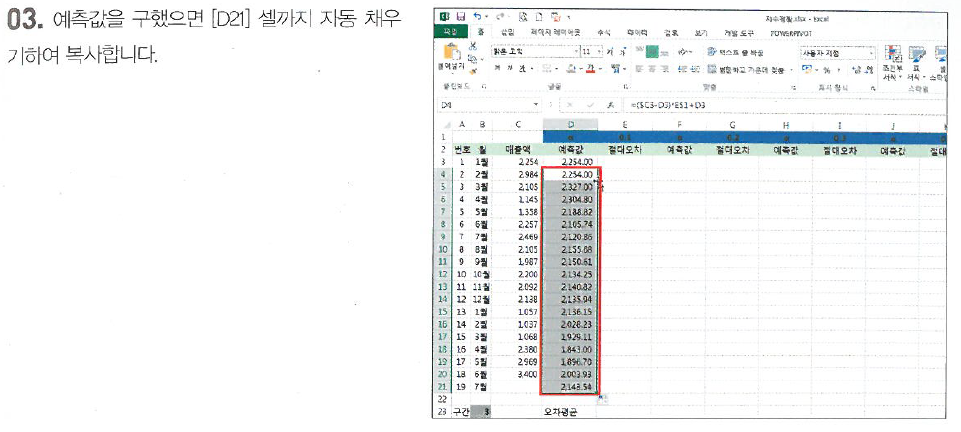 03. 예측값을 구했으면 [D21] 셀까지 자동 채우
기하여 복사합니다.
지수평활.xlsx - Excel
파일 홈 삽입 페이지 레이아웃 수식 데이터 검토 보기 개발 도구 POWERPIVOT
맑은 고딕 11 텍스트 줄 바꿈 사용자 지정
붙여넣기 병합하고 가운데 맞춤 조건부 서식
클립보드 글꼴 맞춤 표시 형식 스타일
D4 =($C3-D3)*E$1+D3
A B C D E F G H I J
1 0.1 0.2 0.3
2 번호 월 매출액 예측값 절대오차 예측값 절대오차 예측값 절대오차 예측값 절대
3 1 1월 2,254 2,254.00
4 2 2월 2,984 2,254.00
5 3 3월 2,105 2,327.00
6 4 4월 1,145 2,304.80
7 5 5월 1,358 2,188.82
8 6 6월 2,257 2,105.74
9 7 7월 2,469 2,120.86
10 8 8월 2,105 2,155.68
11 9 9월 1,987 2,150.61
12 10 10월 2,200 2,134.25
13 11 11월 2,092 2,140.82
14 12 12월 2,138 2,135.94
15 13 1월 1,057 2,136.15
16 14 2월 1,037 2,028.23
17 15 3월 1,068 1,929.11
18 16 4월 2,380 1,843.00
19 17 5월 2,969 1,896.70
20 18 6월 3,400 2,003.93
21 19 7월 2,143.54
22
23 구간 3 오차평균